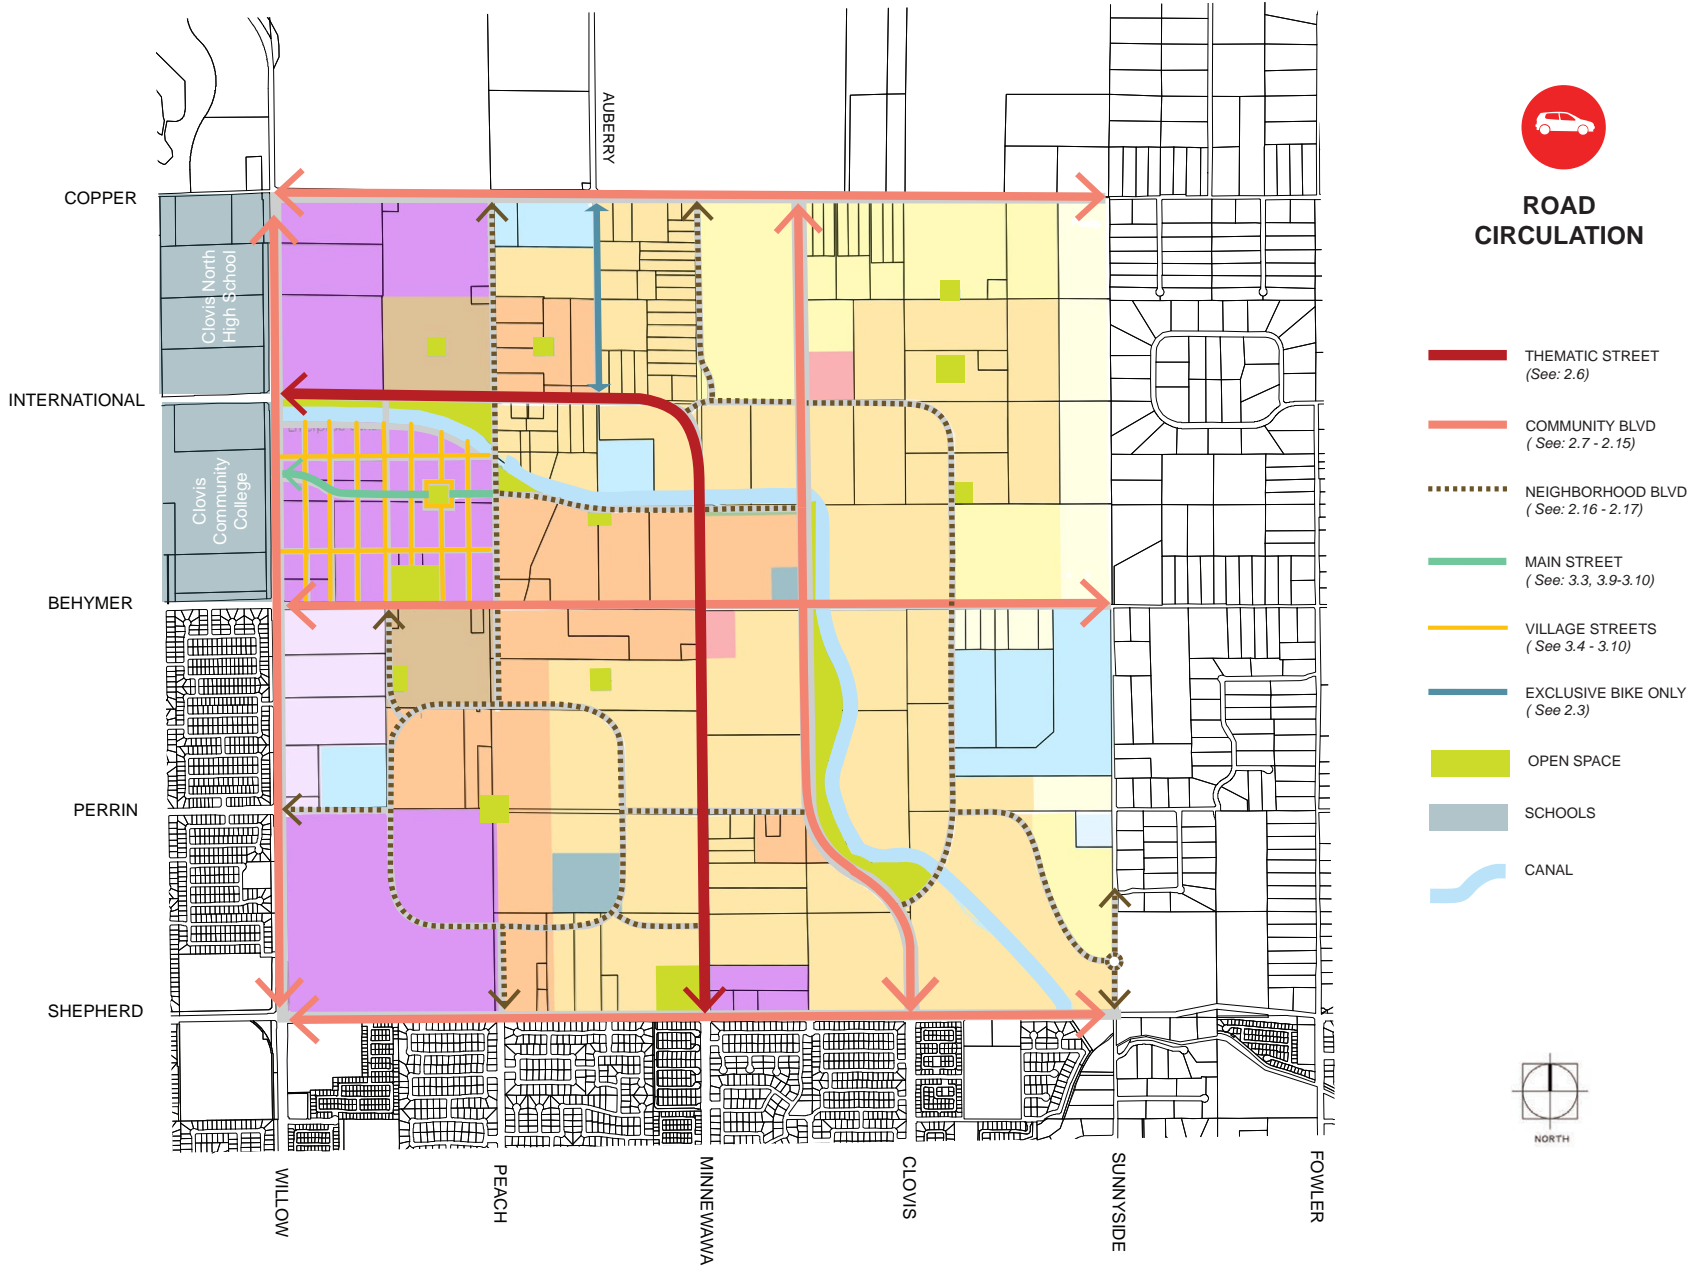 AUBERRY
COPPER
INTERNATIONAL
BEHYMER
PERRIN
SHEPHERD
Clovis North
High School
Clovis
Community
College
WILLOW
PEACH
MINNEWAWA
CLOVIS
SUNNYSIDE
FOWLER
ROAD
CIRCULATION
THEMATIC STREET
(See: 2.6)
COMMUNITY BLVD
( See: 2.7 - 2.15)
NEIGHBORHOOD BLVD
( See: 2.16 - 2.17)
MAIN STREET
( See: 3.3, 3.9-3.10)
VILLAGE STREETS
( See 3.4 - 3.10)
EXCLUSIVE BIKE ONLY
( See 2.3)
OPEN SPACE
SCHOOLS
CANAL
NORTH